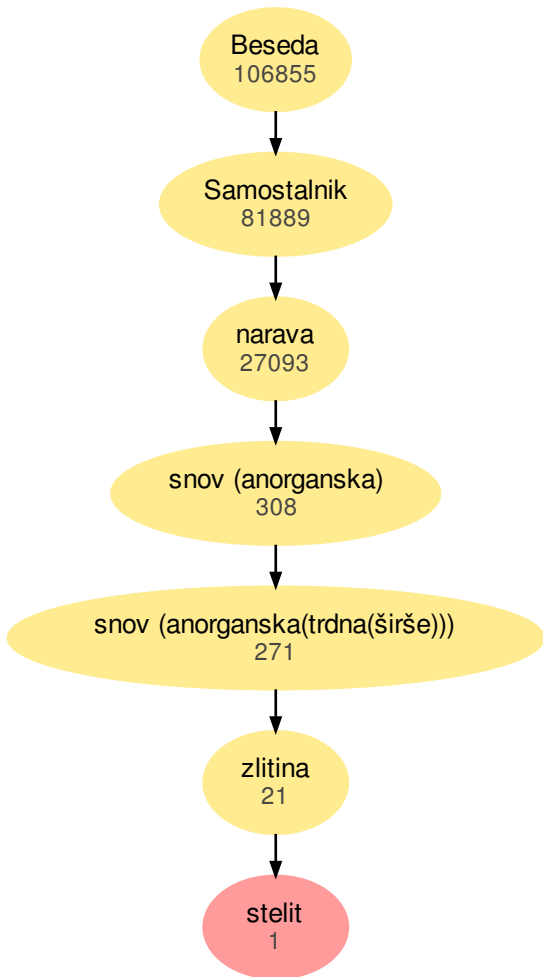 Beseda
106855
Samostalnik
81889
narava
27093
snov (anorganska)
308
snov (anorganska(trdna(širše)))
271
zlitina
21
stelit
1